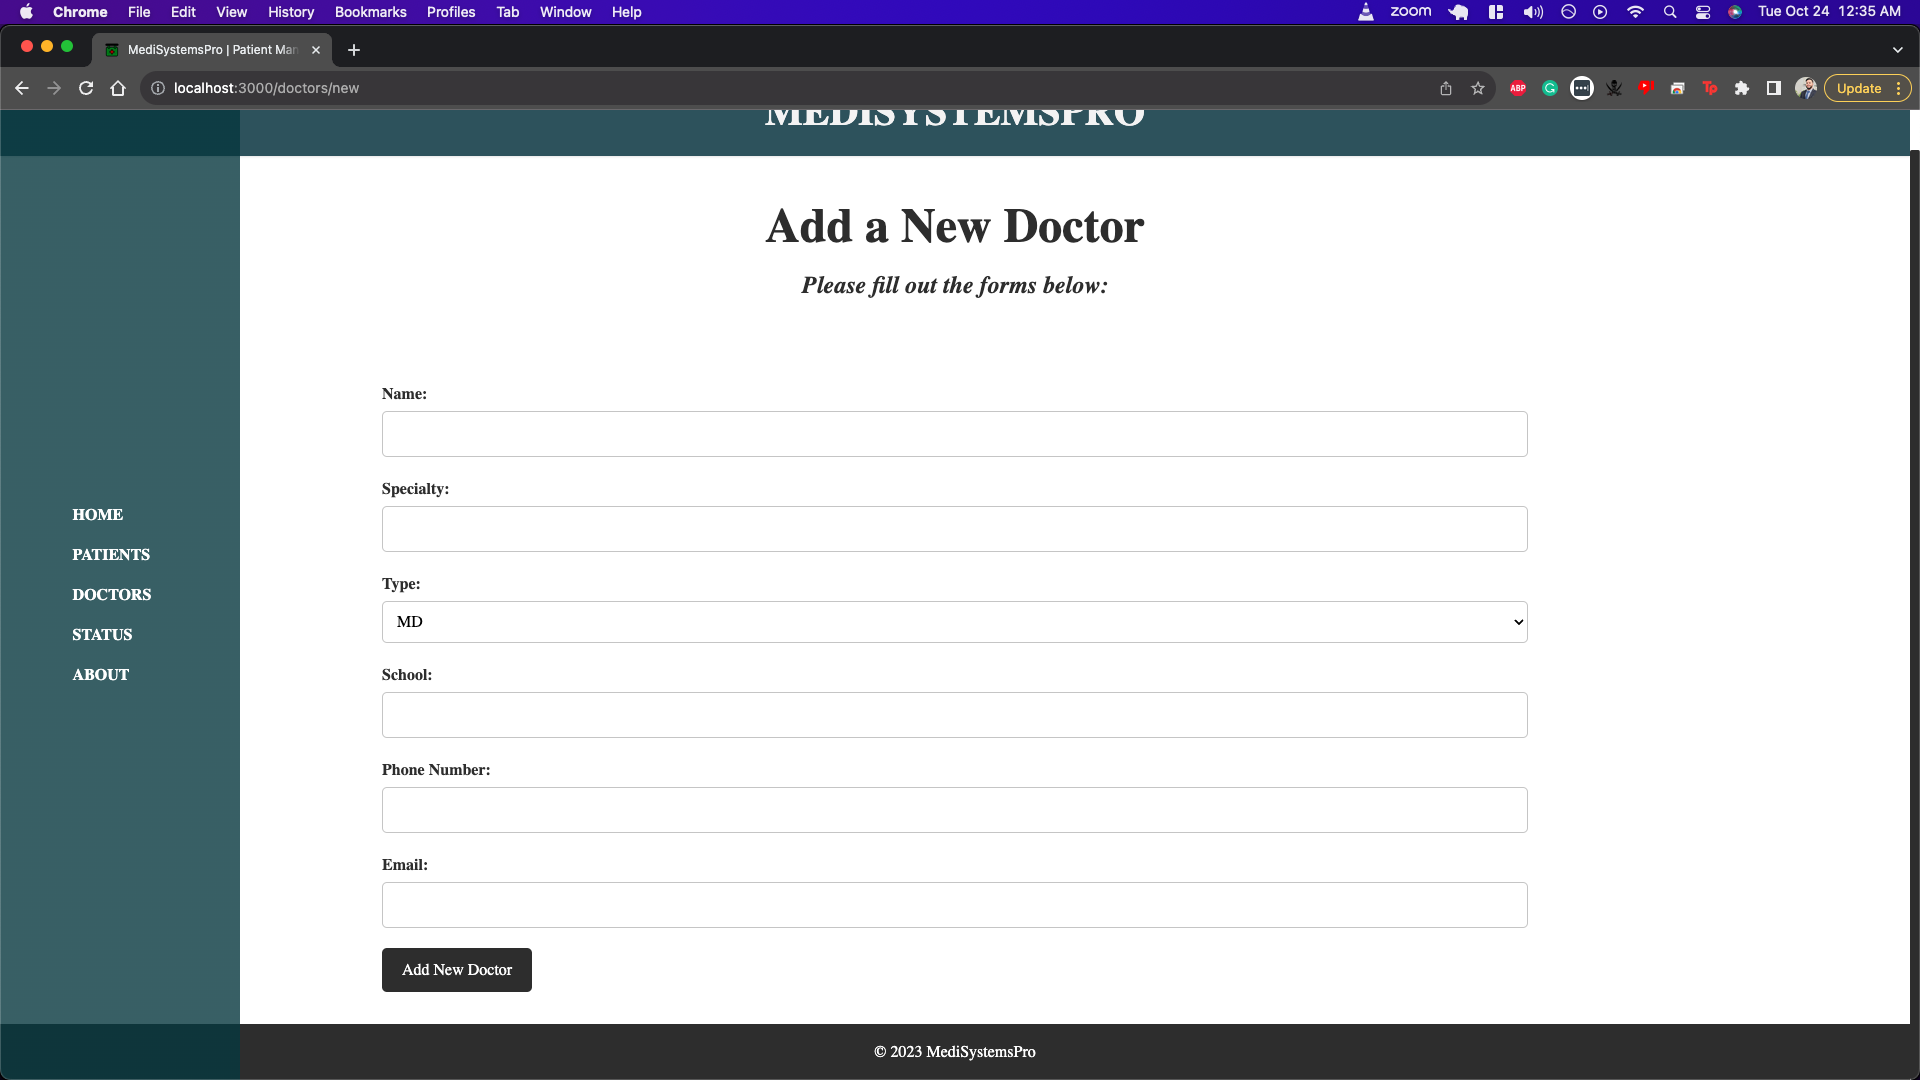 Chrome File Edit View History Bookmarks Profiles Tab Window Help zoom Tue Oct 24 12:35 AM
MediSystemsPro | Patient Man
localhost:3000/doctors/new ABP Tp Update
MEDISYSTEMSPRO
Add a New Doctor
Please fill out the forms below:
HOME
PATIENTS
DOCTORS
STATUS
ABOUT
Name:
Specialty:
Type:
MD
School:
Phone Number:
Email:
Add New Doctor
© 2023 MediSystemsPro